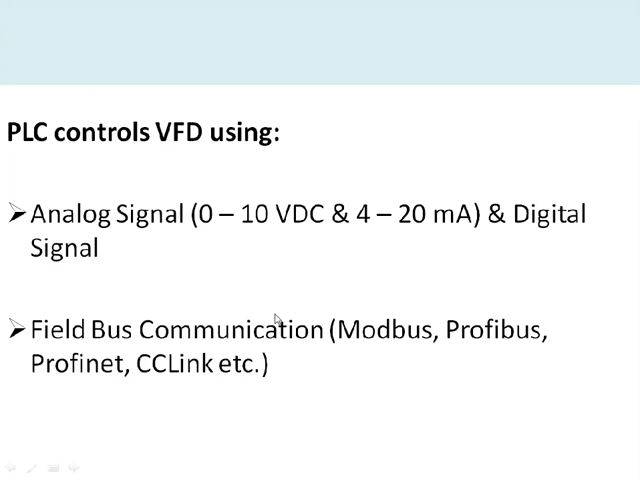 PLC controls VFD using:
➢Analog Signal (0 – 10 VDC & 4 – 20 mA) & Digital
Signal
➢Field Bus Communication (Modbus, Profibus,
Profinet, CCLink etc.)